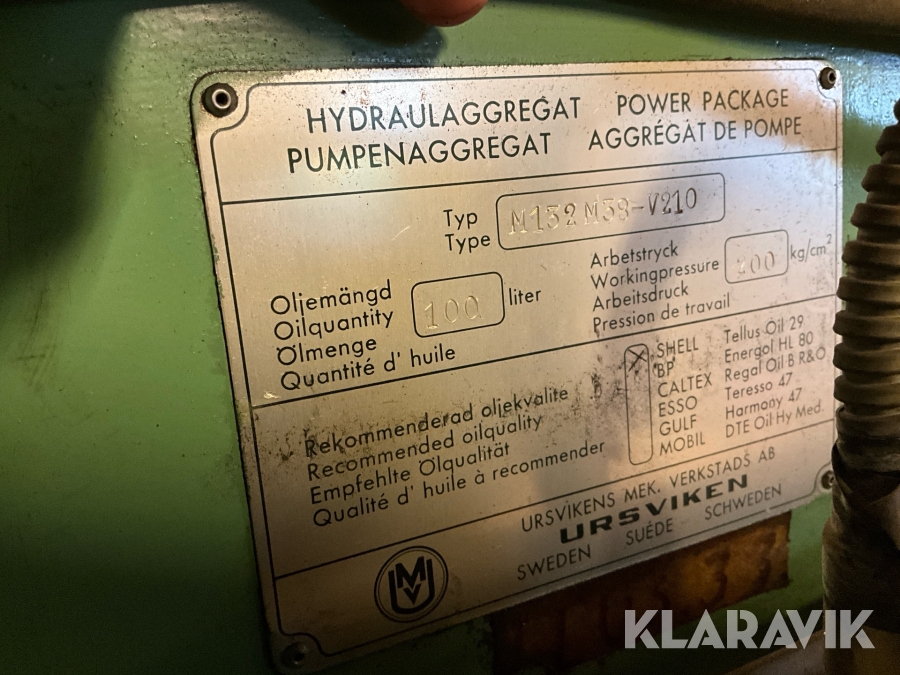 HYDRAULAGGREGAT POWER PACKAGE
PUMPENAGGREGAT AGGRÉGAT DE POMPE
Typ
Type
M132M38-V210
Oljemängd
Oilquantity
Ölmenge
Quantité d' huile
100 liter
Arbetstryck
Workingpressure
Arbeitsdruck
Pression de travail
kg/cm²
Rekommenderad oljekvalite
Recommended oilquality
Empfehlte Ölqualität
Qualité d' huile à recommender
X
SHELL Tellus Oil 29
BP Energol HL 80
CALTEX Regal Oil B R&O
ESSO Teresso 47
GULF Harmony 47
MOBIL DTE Oil Hy Med.
URSVIKENS MEK. VERKSTADS AB
URSVIKEN
SWEDEN SUÈDE SCHWEDEN
UMV
KLARAVIK